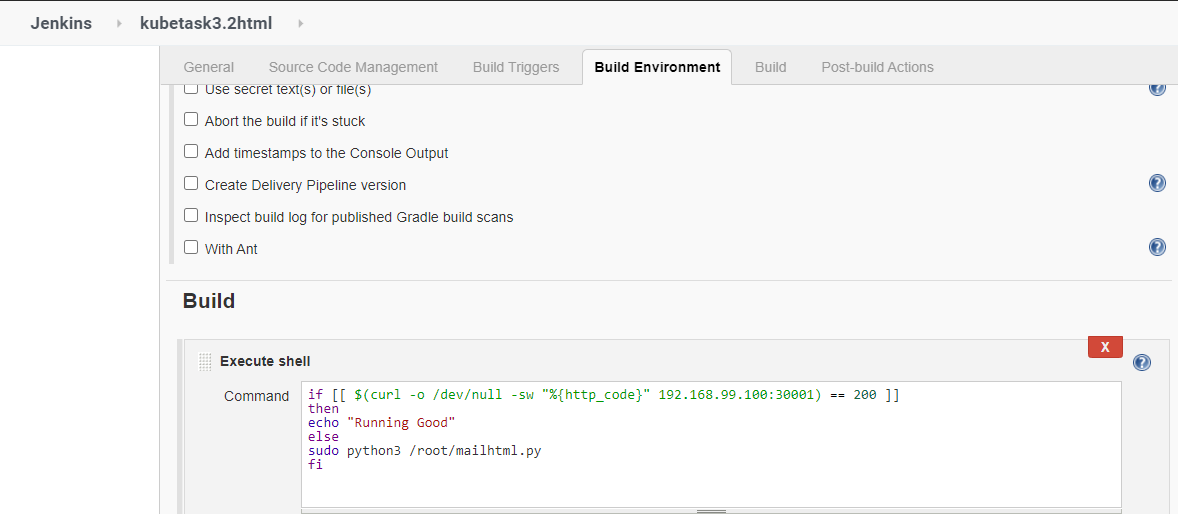 Jenkins kubetask3.2html
General Source Code Management Build Triggers Build Environment Build Post-build Actions
Use secret text(s) or file(s)
Abort the build if it's stuck
Add timestamps to the Console Output
Create Delivery Pipeline version
Inspect build log for published Gradle build scans
With Ant
Build
X
Execute shell
Command
if [[ $(curl -o /dev/null -sw "%{http_code}" 192.168.99.100:30001) == 200 ]]
then
echo "Running Good"
else
sudo python3 /root/mailhtml.py
fi